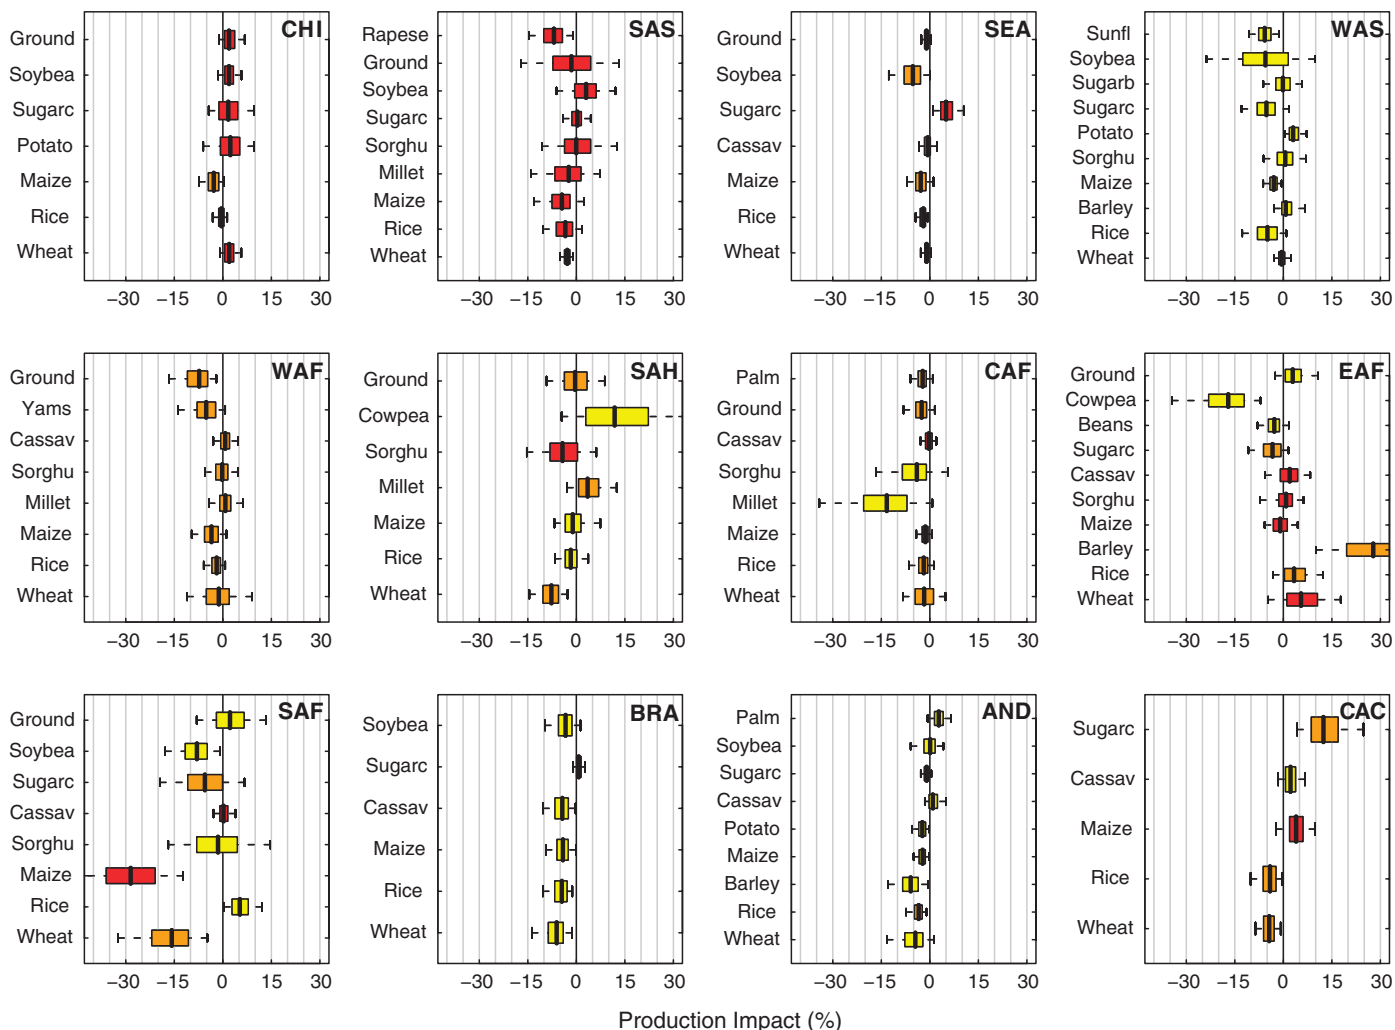 CHI
Ground
Soybea
Sugarc
Potato
Maize
Rice
Wheat
−30 −15 0 15 30
SAS
Rapese
Ground
Soybea
Sugarc
Sorghu
Millet
Maize
Rice
Wheat
−30 −15 0 15 30
SEA
Ground
Soybea
Sugarc
Cassav
Maize
Rice
Wheat
−30 −15 0 15 30
WAS
Sunfl
Soybea
Sugarb
Sugarc
Potato
Sorghu
Maize
Barley
Rice
Wheat
−30 −15 0 15 30
WAF
Ground
Yams
Cassav
Sorghu
Millet
Maize
Rice
Wheat
−30 −15 0 15 30
SAH
Ground
Cowpea
Sorghu
Millet
Maize
Rice
Wheat
−30 −15 0 15 30
CAF
Palm
Ground
Cassav
Sorghu
Millet
Maize
Rice
Wheat
−30 −15 0 15 30
EAF
Ground
Cowpea
Beans
Sugarc
Cassav
Sorghu
Maize
Barley
Rice
Wheat
−30 −15 0 15 30
SAF
Ground
Soybea
Sugarc
Cassav
Sorghu
Maize
Rice
Wheat
−30 −15 0 15 30
BRA
Soybea
Sugarc
Cassav
Maize
Rice
Wheat
−30 −15 0 15 30
AND
Palm
Soybea
Sugarc
Cassav
Potato
Maize
Barley
Rice
Wheat
−30 −15 0 15 30
CAC
Sugarc
Cassav
Maize
Rice
Wheat
−30 −15 0 15 30
Production Impact (%)